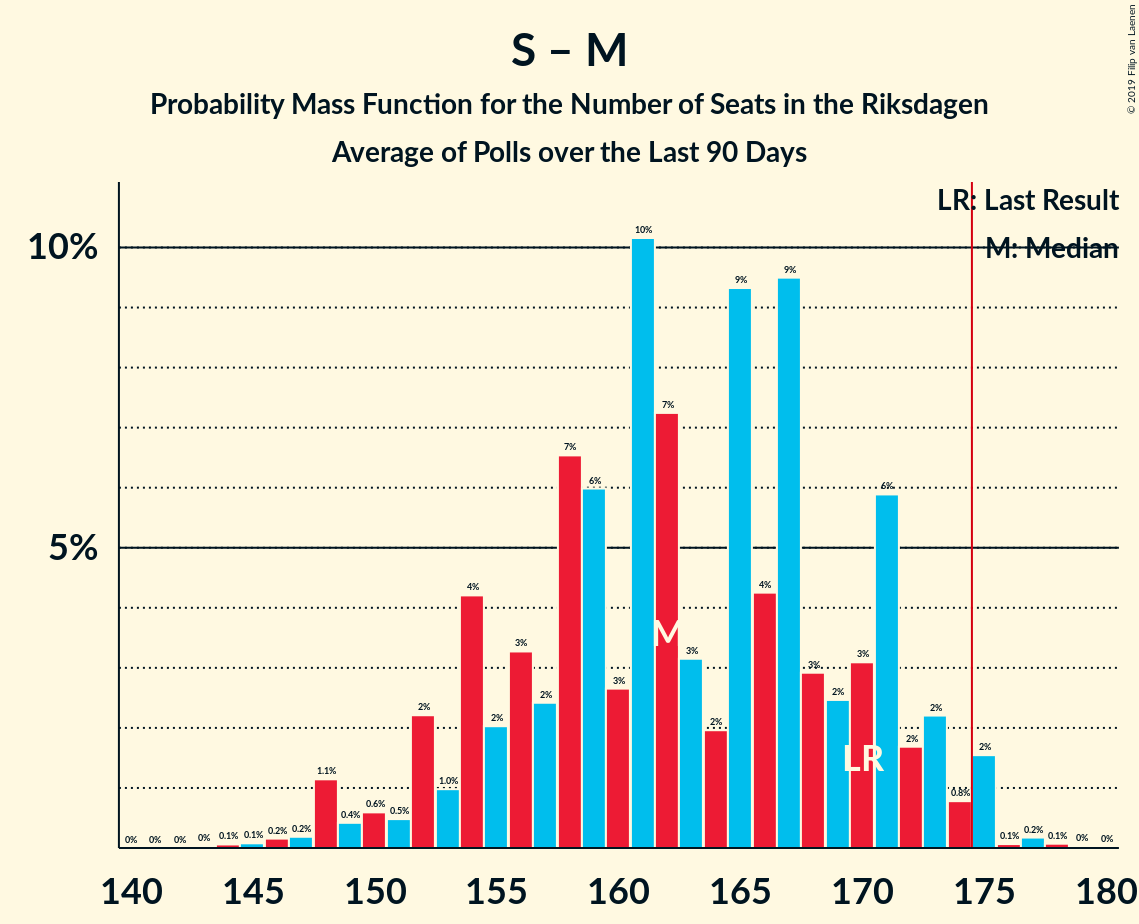 S – M
Probability Mass Function for the Number of Seats in the Riksdagen
Average of Polls over the Last 90 Days
© 2019 Filip van Laenen
LR: Last Result
M: Median
10%
5%
0% 0% 0% 0% 0.1% 0.1% 0.2% 0.2% 1.1% 0.4% 0.6% 0.5% 2% 1.0% 4% 2% 3% 2% 7% 6% 3% 10% 7% 3% 2% 9% 4% 9% 3% 2% 3% 6% 2% 2% 0.8% 2% 0.1% 0.2% 0.1% 0% 0%
M
LR
140 145 150 155 160 165 170 175 180